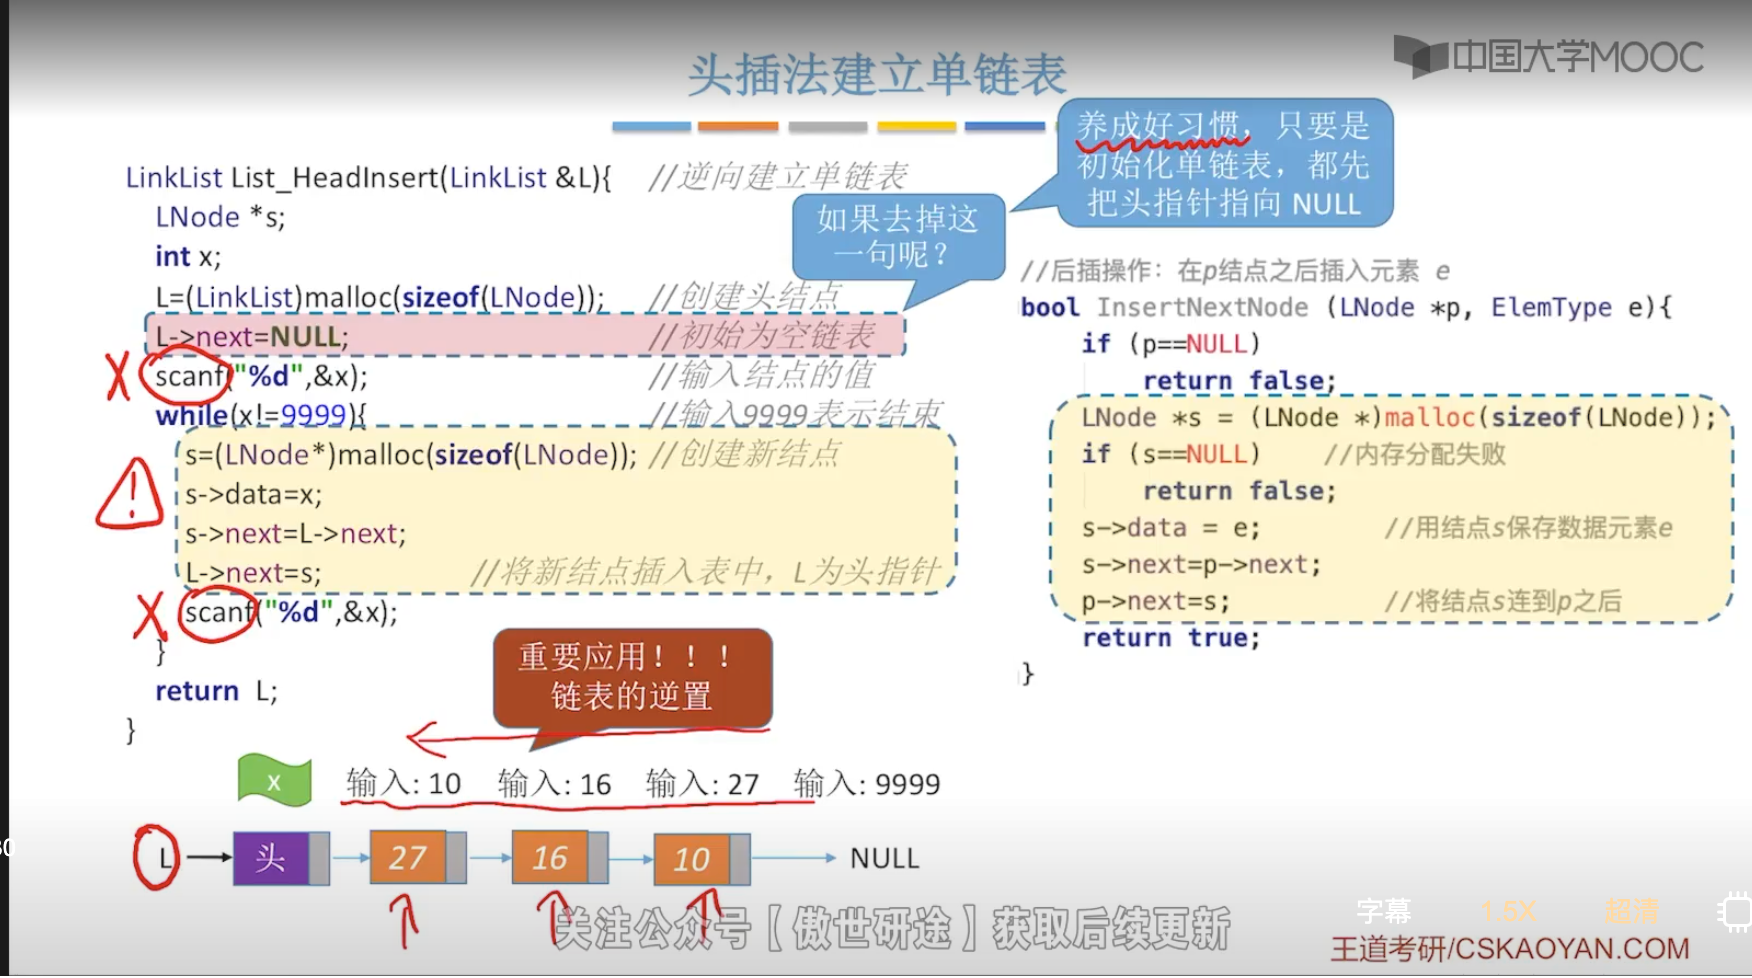 中国大学MOOC
头插法建立单链表
养成好习惯，只要是
初始化单链表，都先
把头指针指向 NULL
LinkList List_HeadInsert(LinkList &L){ //逆向建立单链表
LNode *s;
如果去掉这
一句呢？
int x;
L=(LinkList)malloc(sizeof(LNode)); //创建头结点
L->next=NULL; //初始为空链表
X
scanf("%d",&x); //输入结点的值
while(x!=9999){ //输入9999表示结束
s=(LNode*)malloc(sizeof(LNode)); //创建新结点
!
s->data=x;
s->next=L->next;
L->next=s; //将新结点插入表中，L为头指针
X
scanf("%d",&x);
}
return L;
}
//后插操作：在p结点之后插入元素 e
bool InsertNextNode (LNode *p, ElemType e){
if (p==NULL)
return false;
LNode *s = (LNode *)malloc(sizeof(LNode));
if (s==NULL) //内存分配失败
return false;
s->data = e; //用结点s保存数据元素e
s->next=p->next;
p->next=s; //将结点s连到p之后
return true;
}
重要应用！！！
链表的逆置
x 输入: 10 输入: 16 输入: 27 输入: 9999
L 头 27 16 10 NULL
关注公众号【傲世研途】获取后续更新
字幕 1.5X 超清
王道考研/CSKAOYAN.COM